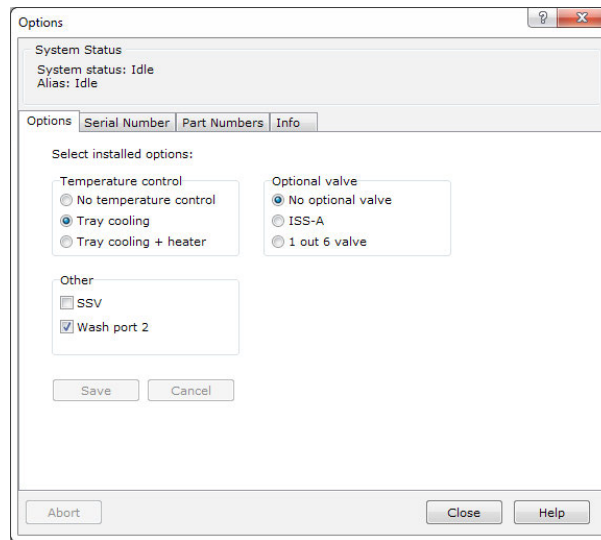 Options
?
System Status
System status: Idle
Alias: Idle
Options Serial Number Part Numbers Info
Select installed options:
Temperature control
No temperature control
Tray cooling
Tray cooling + heater
Optional valve
No optional valve
ISS-A
1 out 6 valve
Other
SSV
Wash port 2
Save Cancel
Abort Close Help